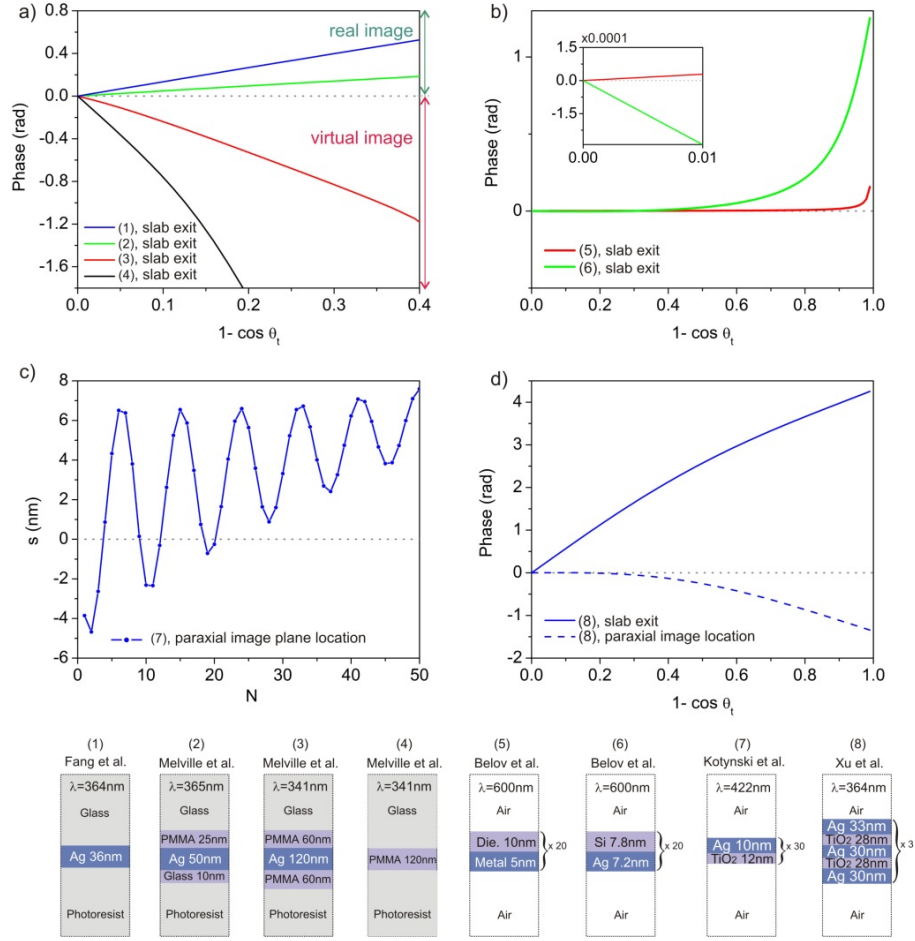 a)
real image
virtual image
Phase (rad)
0.8
0.4
0.0
-0.4
-0.8
-1.2
-1.6
(1), slab exit
(2), slab exit
(3), slab exit
(4), slab exit
0.0 0.1 0.2 0.3 0.4
1- cos θt
b)
Phase (rad)
1
0
x0.0001
1.5
0.0
-1.5
0.00 0.01
(5), slab exit
(6), slab exit
0.0 0.2 0.4 0.6 0.8 1.0
1- cos θt
c)
s (nm)
8
6
4
2
0
-2
-4
-6
(7), paraxial image plane location
0 10 20 30 40 50
N
d)
Phase (rad)
4
3
2
1
0
-1
-2
(8), slab exit
(8), paraxial image location
0.0 0.2 0.4 0.6 0.8 1.0
1- cos θt
(1)
Fang et al.
λ=364nm
Glass
Ag 36nm
Photoresist
(2)
Melville et al.
λ=365nm
Glass
PMMA 25nm
Ag 50nm
Glass 10nm
Photoresist
(3)
Melville et al.
λ=341nm
Glass
PMMA 60nm
Ag 120nm
PMMA 60nm
Photoresist
(4)
Melville et al.
λ=341nm
Glass
PMMA 120nm
Photoresist
(5)
Belov et al.
λ=600nm
Air
Die. 10nm
Metal 5nm
x 20
Air
(6)
Belov et al.
λ=600nm
Air
Si 7.8nm
Ag 7.2nm
x 20
Air
(7)
Kotynski et al.
λ=422nm
Air
Ag 10nm
TiO2 12nm
x 30
Air
(8)
Xu et al.
λ=364nm
Air
Ag 33nm
TiO2 28nm
Ag 30nm
TiO2 28nm
Ag 30nm
x 3
Air